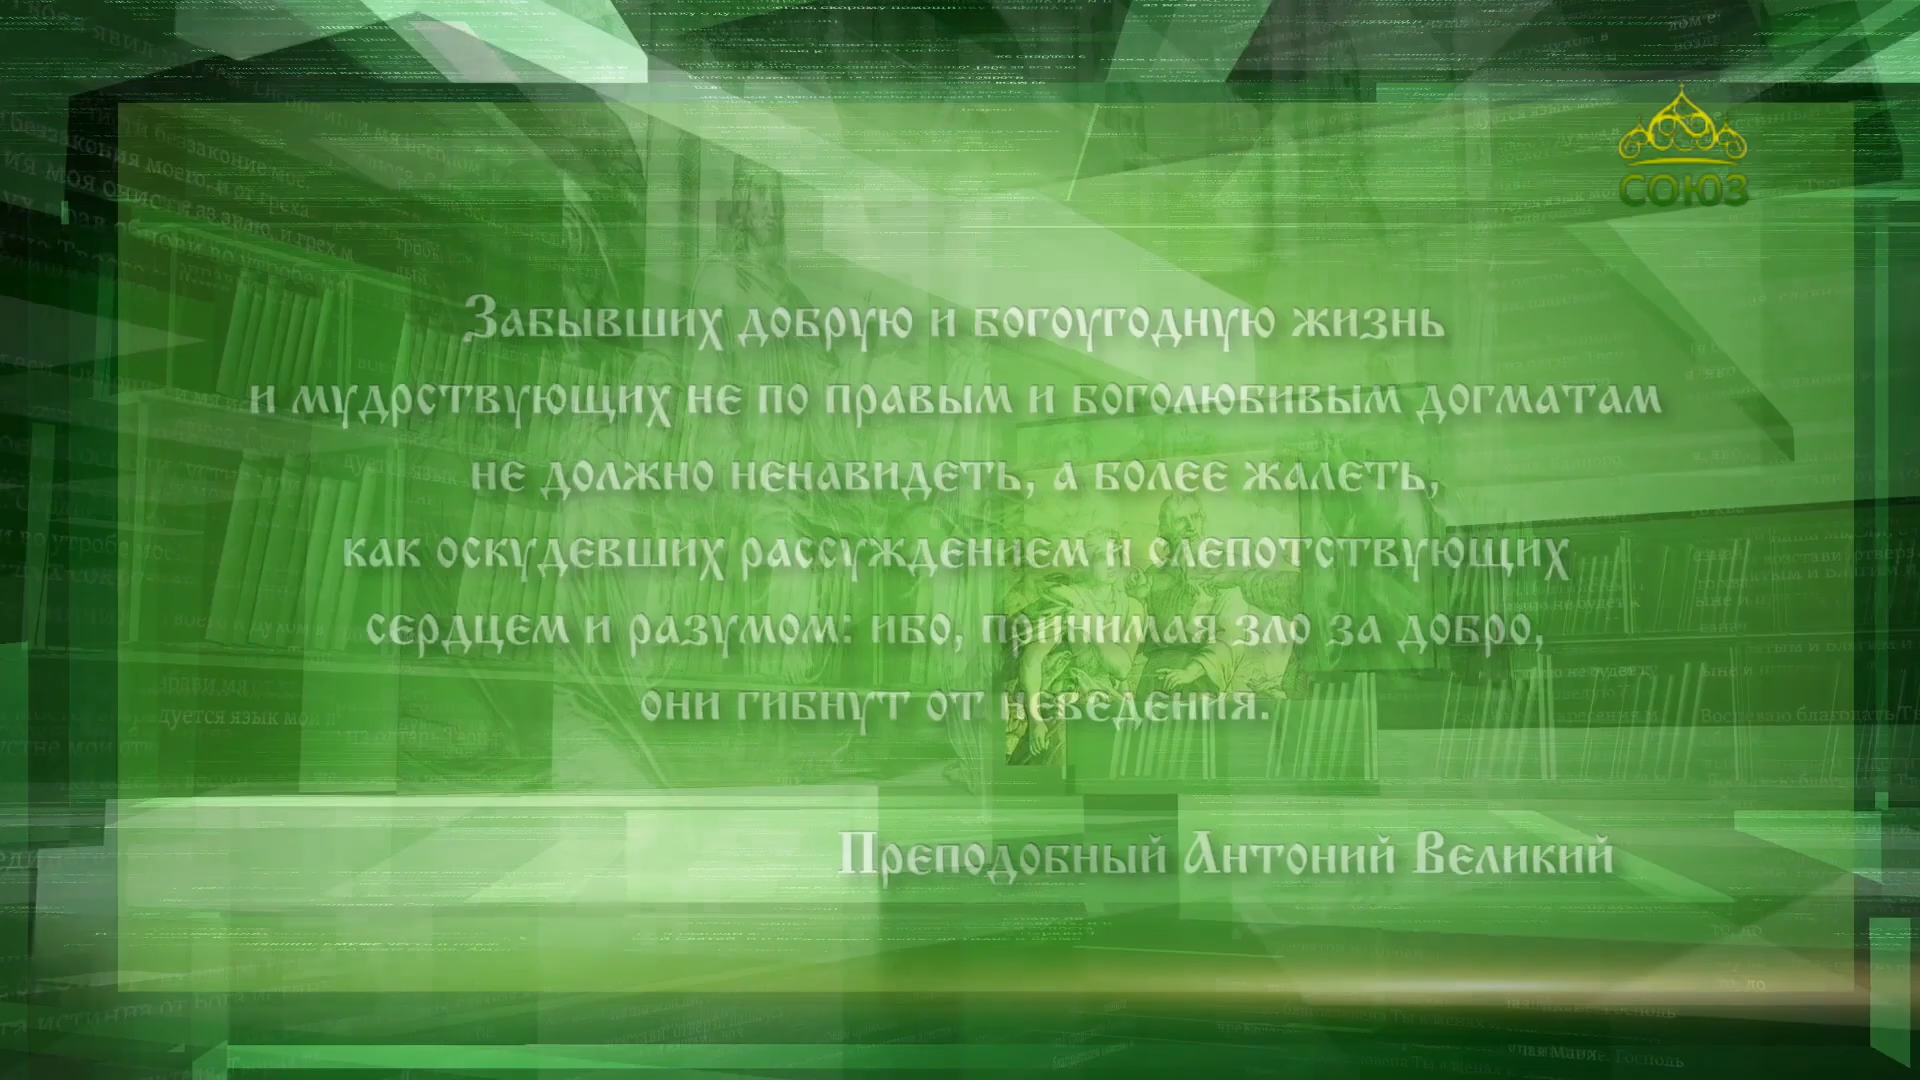 СОЮЗ
Забывших добрую и богоугодную жизнь
и мудрствующих не по правым и боголюбивым догматам
не должно ненавидеть, а более жалеть,
как оскудевших рассуждением и слепотствующих
сердцем и разумом: ибо, принимая зло за добро,
они гибнут от неведения.
Преподобный Антоний Великий